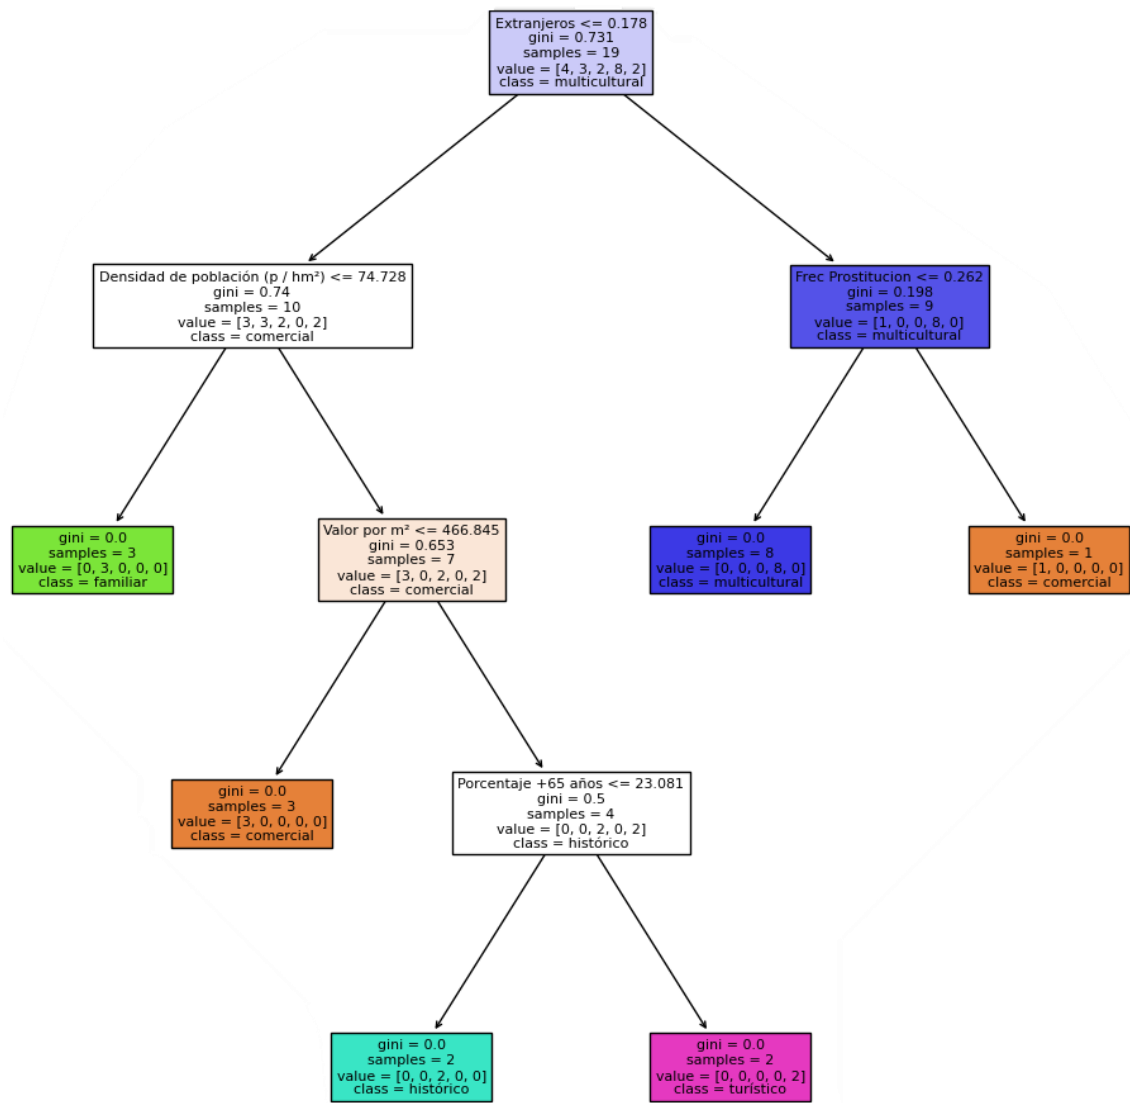 Extranjeros <= 0.178
gini = 0.731
samples = 19
value = [4, 3, 2, 8, 2]
class = multicultural
Densidad de población (p / hm²) <= 74.728
gini = 0.74
samples = 10
value = [3, 3, 2, 0, 2]
class = comercial
Frec Prostitucion <= 0.262
gini = 0.198
samples = 9
value = [1, 0, 0, 8, 0]
class = multicultural
gini = 0.0
samples = 3
value = [0, 3, 0, 0, 0]
class = familiar
Valor por m² <= 466.845
gini = 0.653
samples = 7
value = [3, 0, 2, 0, 2]
class = comercial
gini = 0.0
samples = 8
value = [0, 0, 0, 8, 0]
class = multicultural
gini = 0.0
samples = 1
value = [1, 0, 0, 0, 0]
class = comercial
gini = 0.0
samples = 3
value = [3, 0, 0, 0, 0]
class = comercial
Porcentaje +65 años <= 23.081
gini = 0.5
samples = 4
value = [0, 0, 2, 0, 2]
class = histórico
gini = 0.0
samples = 2
value = [0, 0, 2, 0, 0]
class = histórico
gini = 0.0
samples = 2
value = [0, 0, 0, 0, 2]
class = turístico